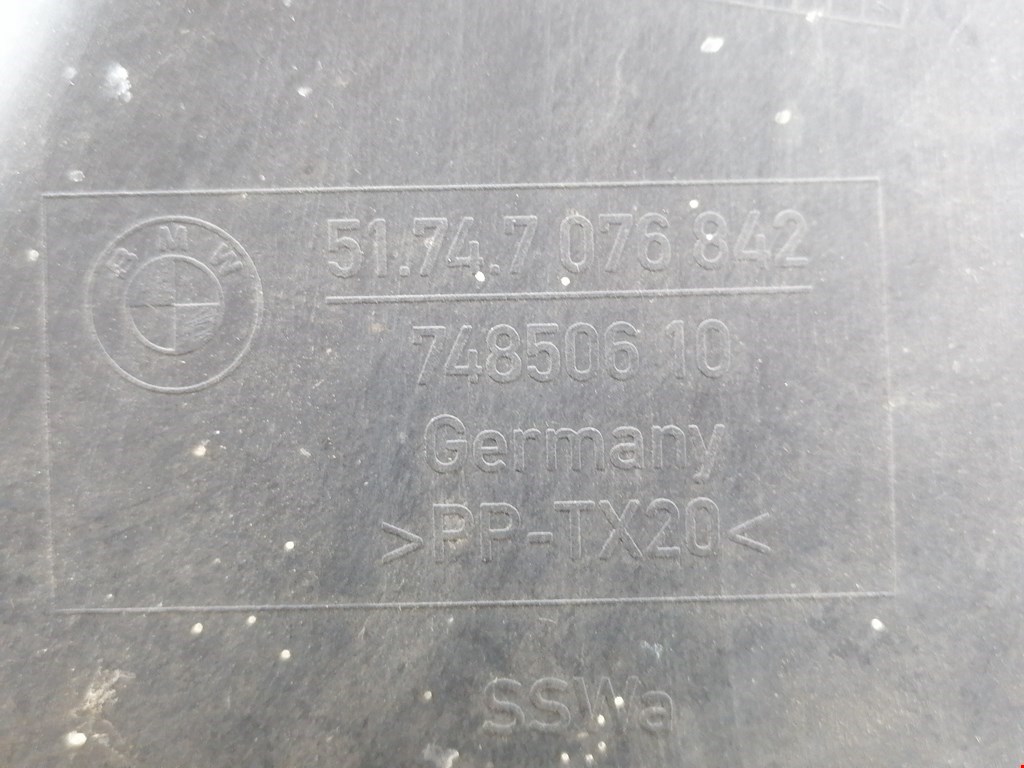 BMW
51.74.7 076 842
748506 10
Germany
>PP-TX20<
SSWa